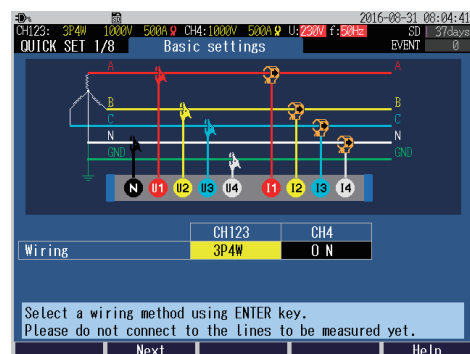 2016-08-31 08:04:41
CH123: 3P4W 1000V 500A CH4:1000V 500A U:230V f:50Hz SD 37days
QUICK SET 1/8 Basic settings EVENT 0
A A
B B
C C
N N
GND GND
N U1 U2 U3 U4 I1 I2 I3 I4
CH123 CH4
Wiring 3P4W ON
Select a wiring method using ENTER key.
Please do not connect to the lines to be measured yet.
Next Help